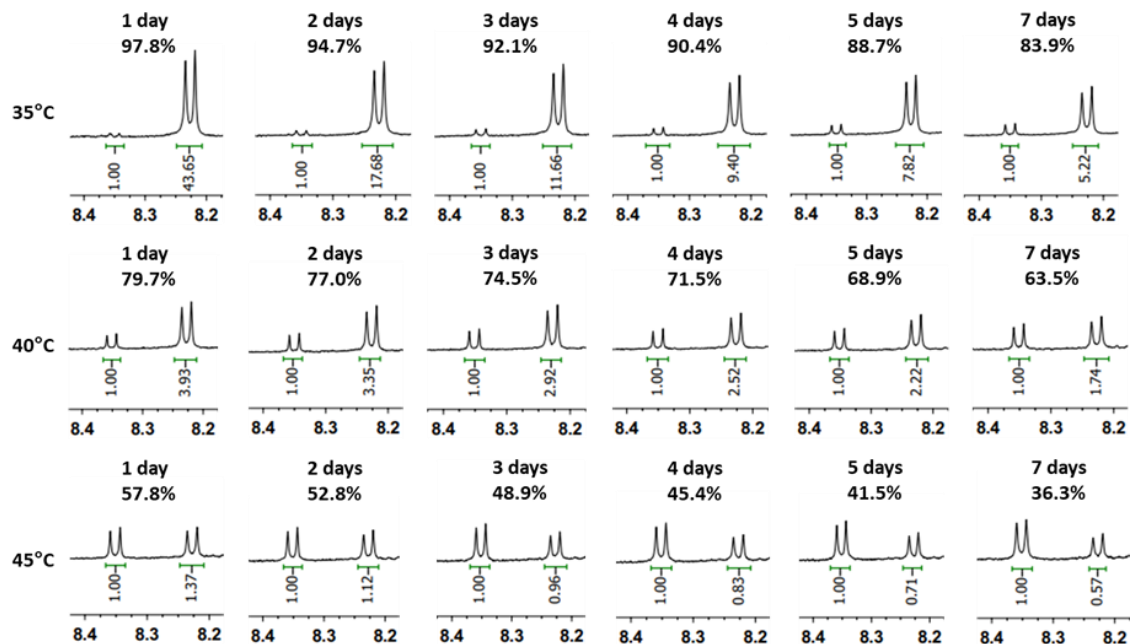 1 day 2 days 3 days 4 days 5 days 7 days
97.8% 94.7% 92.1% 90.4% 88.7% 83.9%
35°C
1.00 43.65 1.00 17.68 1.00 11.66 1.00 9.40 1.00 7.82 1.00 5.22
8.4 8.3 8.2 8.4 8.3 8.2 8.4 8.3 8.2 8.4 8.3 8.2 8.4 8.3 8.2 8.4 8.3 8.2
1 day 2 days 3 days 4 days 5 days 7 days
79.7% 77.0% 74.5% 71.5% 68.9% 63.5%
40°C
1.00 3.93 1.00 3.35 1.00 2.92 1.00 2.52 1.00 2.22 1.00 1.74
8.4 8.3 8.2 8.4 8.3 8.2 8.4 8.3 8.2 8.4 8.3 8.2 8.4 8.3 8.2 8.4 8.3 8.2
1 day 2 days 3 days 4 days 5 days 7 days
57.8% 52.8% 48.9% 45.4% 41.5% 36.3%
45°C
1.00 1.37 1.00 1.12 1.00 0.96 1.00 0.83 1.00 0.71 1.00 0.57
8.4 8.3 8.2 8.4 8.3 8.2 8.4 8.3 8.2 8.4 8.3 8.2 8.4 8.3 8.2 8.4 8.3 8.2